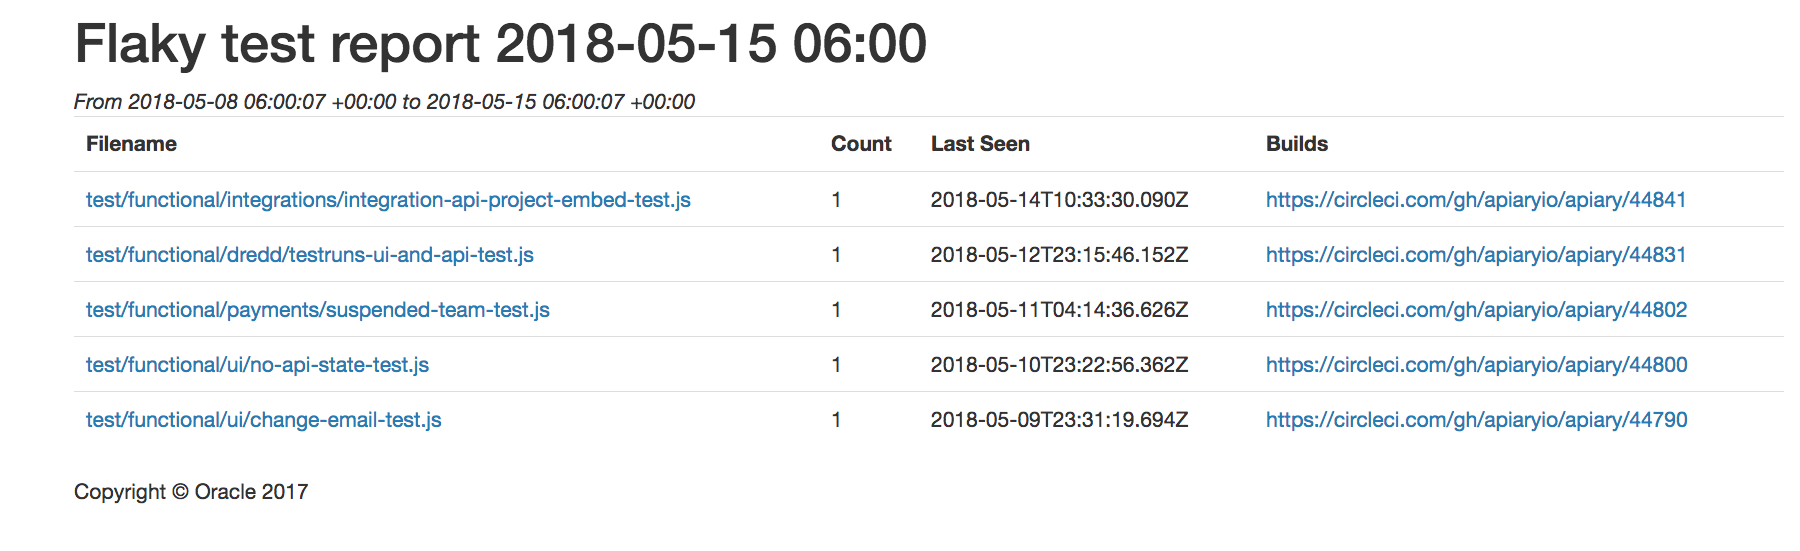 Flaky test report 2018-05-15 06:00
From 2018-05-08 06:00:07 +00:00 to 2018-05-15 06:00:07 +00:00
Filename Count Last Seen Builds
test/functional/integrations/integration-api-project-embed-test.js 1 2018-05-14T10:33:30.090Z https://circleci.com/gh/apiaryio/apiary/44841
test/functional/dredd/testruns-ui-and-api-test.js 1 2018-05-12T23:15:46.152Z https://circleci.com/gh/apiaryio/apiary/44831
test/functional/payments/suspended-team-test.js 1 2018-05-11T04:14:36.626Z https://circleci.com/gh/apiaryio/apiary/44802
test/functional/ui/no-api-state-test.js 1 2018-05-10T23:22:56.362Z https://circleci.com/gh/apiaryio/apiary/44800
test/functional/ui/change-email-test.js 1 2018-05-09T23:31:19.694Z https://circleci.com/gh/apiaryio/apiary/44790
Copyright © Oracle 2017